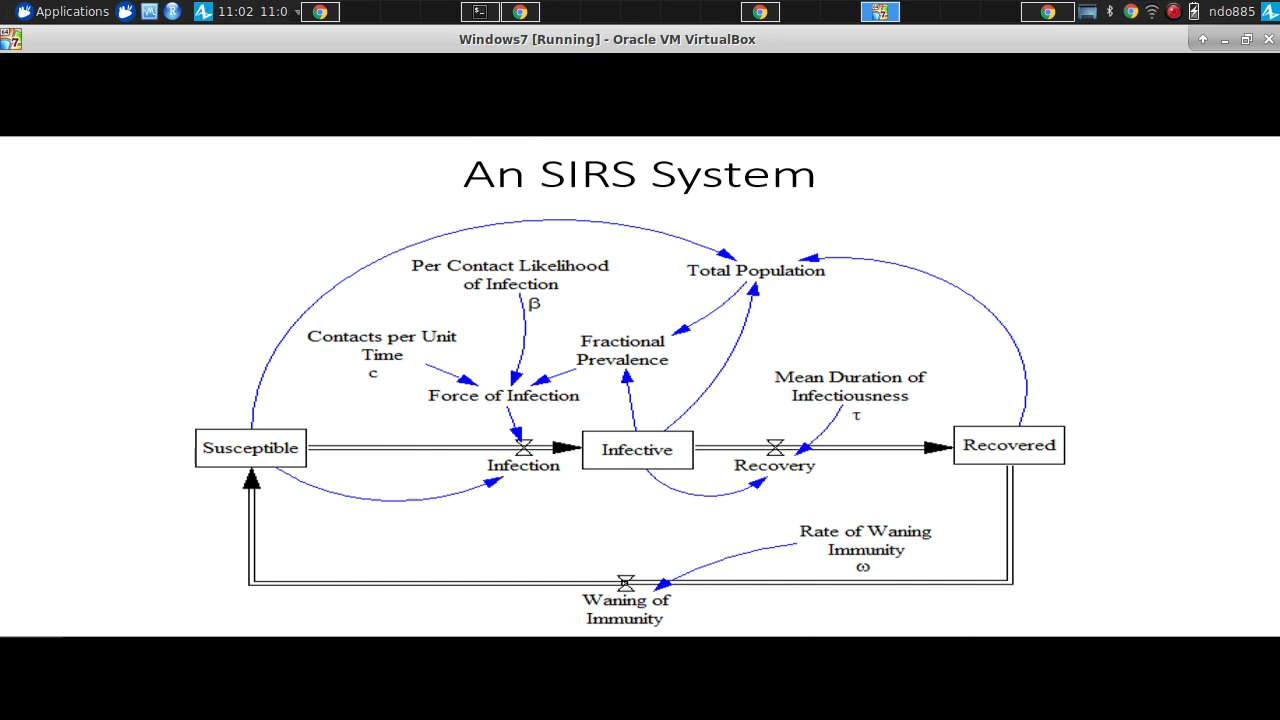 Applications
11:02 11:0
ndo885
Windows7 [Running] - Oracle VM VirtualBox
An SIRS System
Per Contact Likelihood
of Infection
β
Total Population
Contacts per Unit
Time
c
Fractional
Prevalence
Force of Infection
Mean Duration of
Infectiousness
τ
Susceptible
Infection
Infective
Recovery
Recovered
Rate of Waning
Immunity
ω
Waning of
Immunity